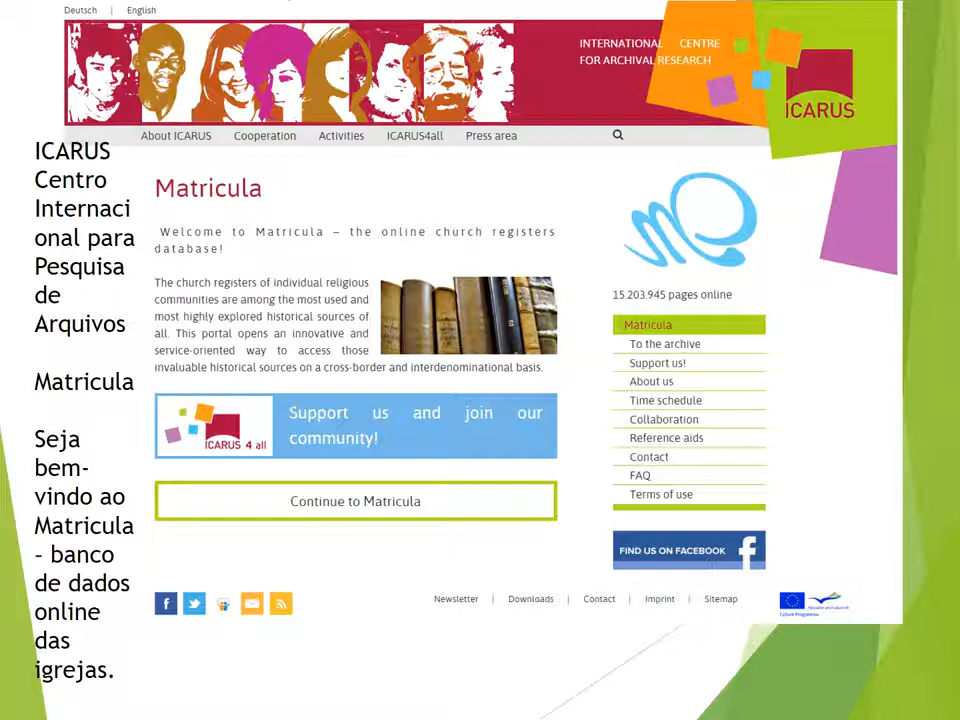 Deutsch | English
INTERNATIONAL CENTRE
FOR ARCHIVAL RESEARCH
ICARUS
About ICARUS Cooperation Activities ICARUS4all Press area
ICARUS
Centro
Internaci
onal para
Pesquisa
de
Arquivos
Matricula
Seja
bem-
vindo ao
Matricula
– banco
de dados
online
das
igrejas.
Matricula
Welcome to Matricula – the online church registers
database!
The church registers of individual religious
communities are among the most used and
most highly explored historical sources of
all. This portal opens an innovative and
service-oriented way to access those
invaluable historical sources on a cross-border and interdenominational basis.
ICARUS 4 all
Support us and join our
community!
Continue to Matricula
15.203.945 pages online
Matricula
To the archive
Support us!
About us
Time schedule
Collaboration
Reference aids
Contact
FAQ
Terms of use
FIND US ON FACEBOOK
Newsletter | Downloads | Contact | Imprint | Sitemap
Culture Programme